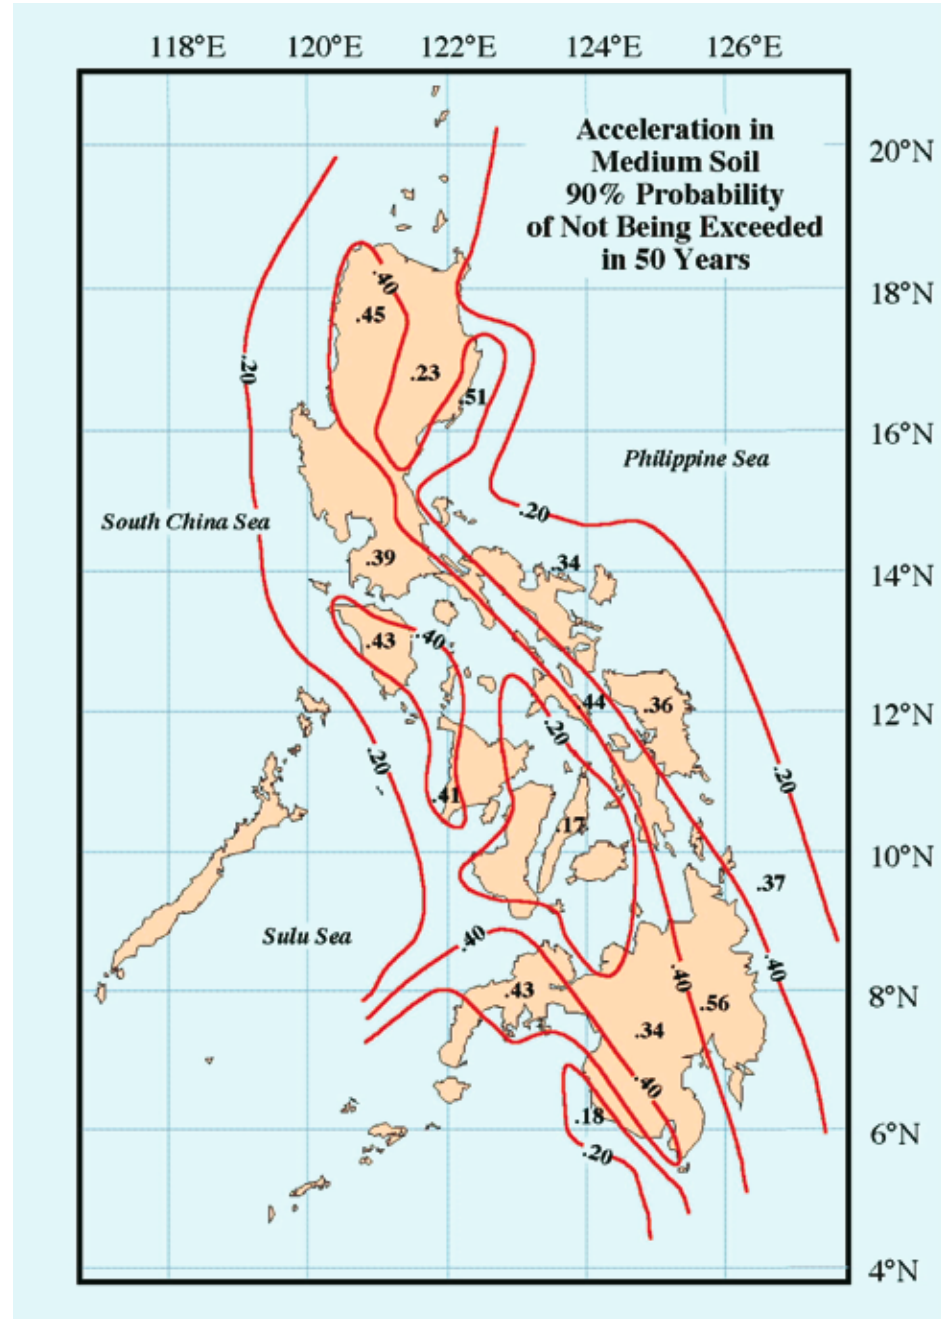 118°E 120°E 122°E 124°E 126°E
Acceleration in
Medium Soil
90% Probability
of Not Being Exceeded
in 50 Years
20°N
18°N
.40
.45
.20
.23
.51
16°N
Philippine Sea
South China Sea
.20
.39
.34
14°N
.43
.40
.44
.36
12°N
.20
.20
.20
.41
.17
10°N
.37
Sulu Sea
.40
.40
.40
.43
.56
8°N
.34
.40
.18
6°N
.20
4°N